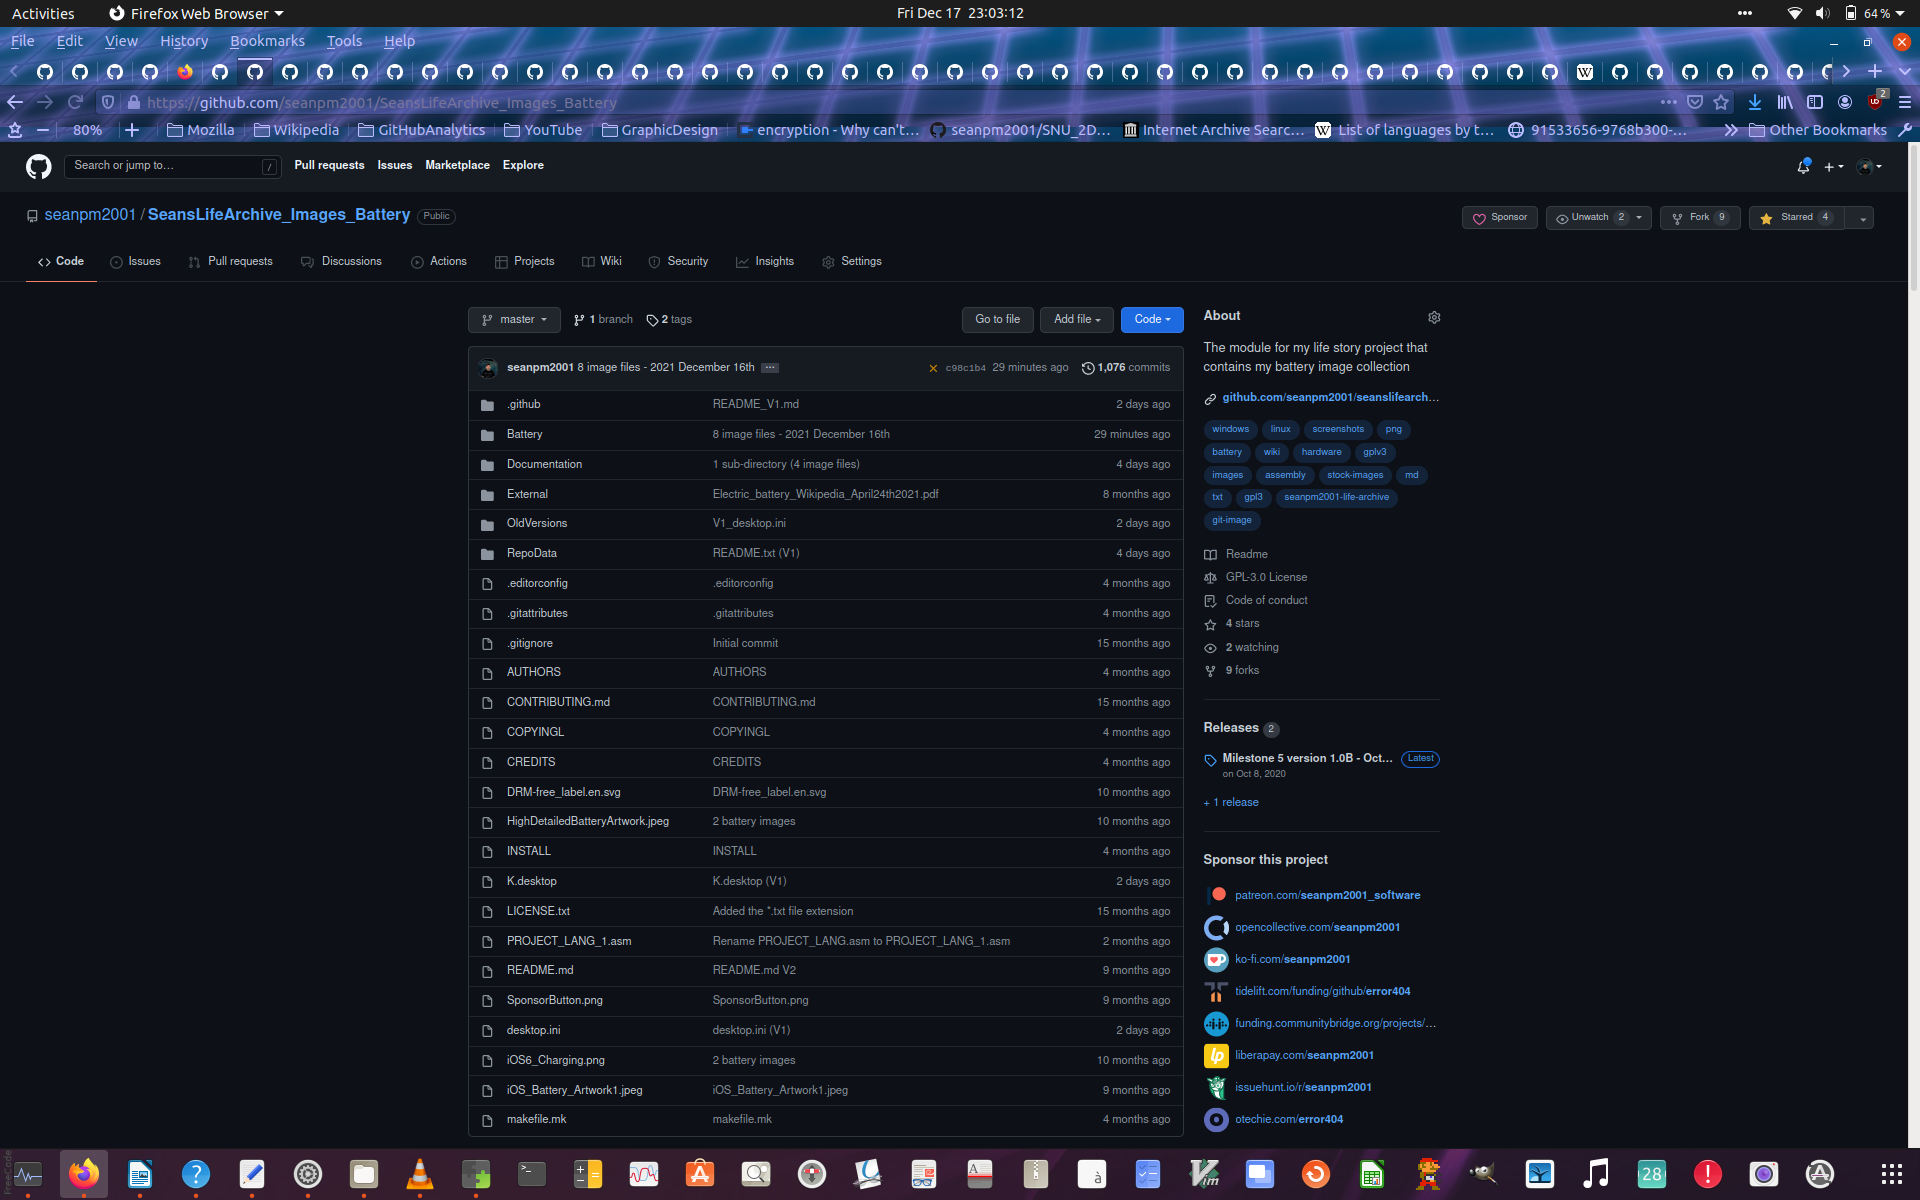 Activities Firefox Web Browser Fri Dec 17 23:03:12 64 %
File Edit View History Bookmarks Tools Help
https://github.com/seanpm2001/SeansLifeArchive_Images_Battery
80% Mozilla Wikipedia GitHubAnalytics YouTube GraphicDesign encryption - Why can't... seanpm2001/SNU_2D... Internet Archive Searc... List of languages by t... 91533656-9768b300-... Other Bookmarks
Search or jump to... / Pull requests Issues Marketplace Explore
seanpm2001 / SeansLifeArchive_Images_Battery Public Sponsor Unwatch 2 Fork 9 Starred 4
Code Issues Pull requests Discussions Actions Projects Wiki Security Insights Settings
master 1 branch 2 tags Go to file Add file Code
seanpm2001 8 image files - 2021 December 16th c98c1b4 29 minutes ago 1,076 commits
.github README_V1.md 2 days ago
Battery 8 image files - 2021 December 16th 29 minutes ago
Documentation 1 sub-directory (4 image files) 4 days ago
External Electric_battery_Wikipedia_April24th2021.pdf 8 months ago
OldVersions V1_desktop.ini 2 days ago
RepoData README.txt (V1) 4 days ago
.editorconfig .editorconfig 4 months ago
.gitattributes .gitattributes 4 months ago
.gitignore Initial commit 15 months ago
AUTHORS AUTHORS 4 months ago
CONTRIBUTING.md CONTRIBUTING.md 15 months ago
COPYINGL COPYINGL 4 months ago
CREDITS CREDITS 4 months ago
DRM-free_label.en.svg DRM-free_label.en.svg 10 months ago
HighDetailedBatteryArtwork.jpeg 2 battery images 10 months ago
INSTALL INSTALL 4 months ago
K.desktop K.desktop (V1) 2 days ago
LICENSE.txt Added the *.txt file extension 15 months ago
PROJECT_LANG_1.asm Rename PROJECT_LANG.asm to PROJECT_LANG_1.asm 2 months ago
README.md README.md V2 9 months ago
SponsorButton.png SponsorButton.png 9 months ago
desktop.ini desktop.ini (V1) 2 days ago
iOS6_Charging.png 2 battery images 10 months ago
iOS_Battery_Artwork1.jpeg iOS_Battery_Artwork1.jpeg 9 months ago
makefile.mk makefile.mk 4 months ago
About
The module for my life story project that
contains my battery image collection
github.com/seanpm2001/seanslifearch...
windows linux screenshots png
battery wiki hardware gplv3
images assembly stock-images md
txt gpl3 seanpm2001-life-archive
git-image
Readme
GPL-3.0 License
Code of conduct
4 stars
2 watching
9 forks
Releases 2
Milestone 5 version 1.0B - Oct... Latest
on Oct 8, 2020
+ 1 release
Sponsor this project
patreon.com/seanpm2001_software
opencollective.com/seanpm2001
ko-fi.com/seanpm2001
tidelift.com/funding/github/error404
funding.communitybridge.org/projects/...
liberapay.com/seanpm2001
issuehunt.io/r/seanpm2001
otechie.com/error404
28